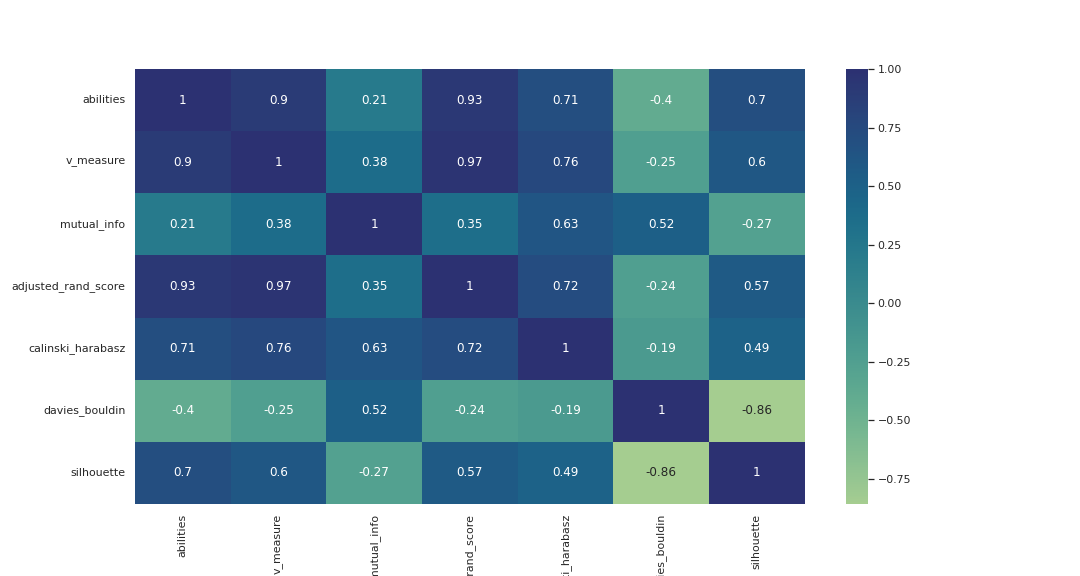 abilities 1 0.9 0.21 0.93 0.71 -0.4 0.7
v_measure 0.9 1 0.38 0.97 0.76 -0.25 0.6
mutual_info 0.21 0.38 1 0.35 0.63 0.52 -0.27
adjusted_rand_score 0.93 0.97 0.35 1 0.72 -0.24 0.57
calinski_harabasz 0.71 0.76 0.63 0.72 1 -0.19 0.49
davies_bouldin -0.4 -0.25 0.52 -0.24 -0.19 1 -0.86
silhouette 0.7 0.6 -0.27 0.57 0.49 -0.86 1
abilities
v_measure
mutual_info
rand_score
i_harabasz
ies_bouldin
silhouette
1.00
0.75
0.50
0.25
0.00
−0.25
−0.50
−0.75